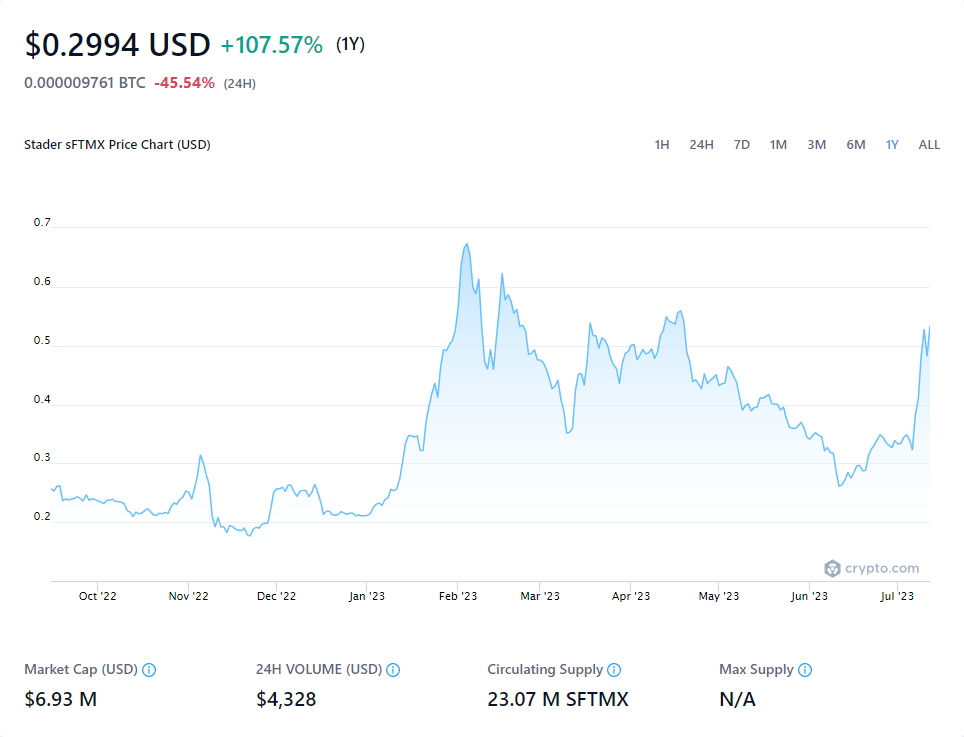 $0.2994 USD +107.57% (1Y)
0.000009761 BTC -45.54% (24H)
Stader sFTMX Price Chart (USD) 1H 24H 7D 1M 3M 6M 1Y ALL
0.7
0.6
0.5
0.4
0.3
0.2
crypto.com
Oct '22 Nov '22 Dec '22 Jan '23 Feb '23 Mar '23 Apr '23 May '23 Jun '23 Jul '23
Market Cap (USD) 24H VOLUME (USD) Circulating Supply Max Supply
$6.93 M $4,328 23.07 M SFTMX N/A